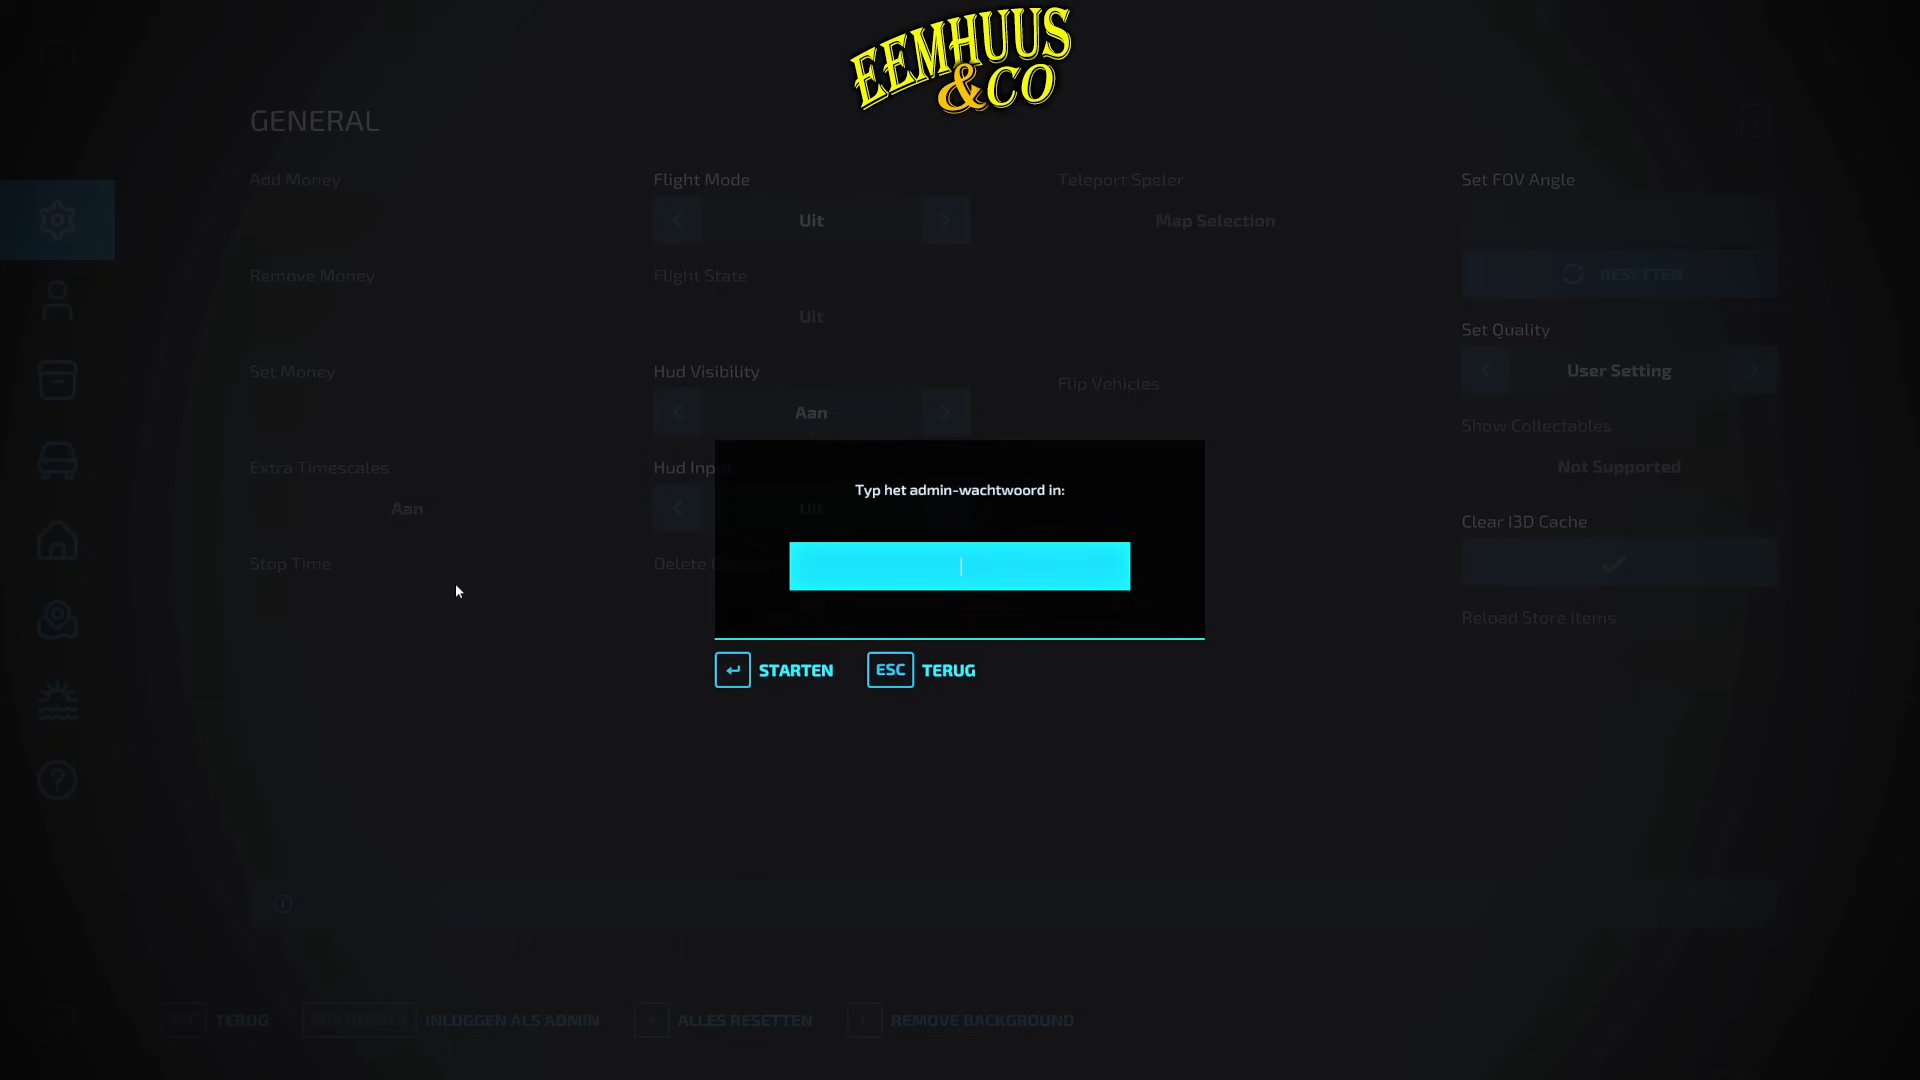 EEMHUUS
&CO
GENERAL
Add Money
Flight Mode
Teleport Speler
Set FOV Angle
Uit
Map Selection
Remove Money
Flight State
RESETTEN
Uit
Set Quality
Set Money
Hud Visibility
Flip Vehicles
User Setting
Aan
Show Collectables
Extra Timescales
Hud Input
Not Supported
Typ het admin-wachtwoord in:
Aan
Uit
Clear I3D Cache
Stop Time
Delete
Reload Store Items
STARTEN
ESC TERUG
ESC TERUG
INLOGGEN ALS ADMIN
ALLES RESETTEN
REMOVE BACKGROUND